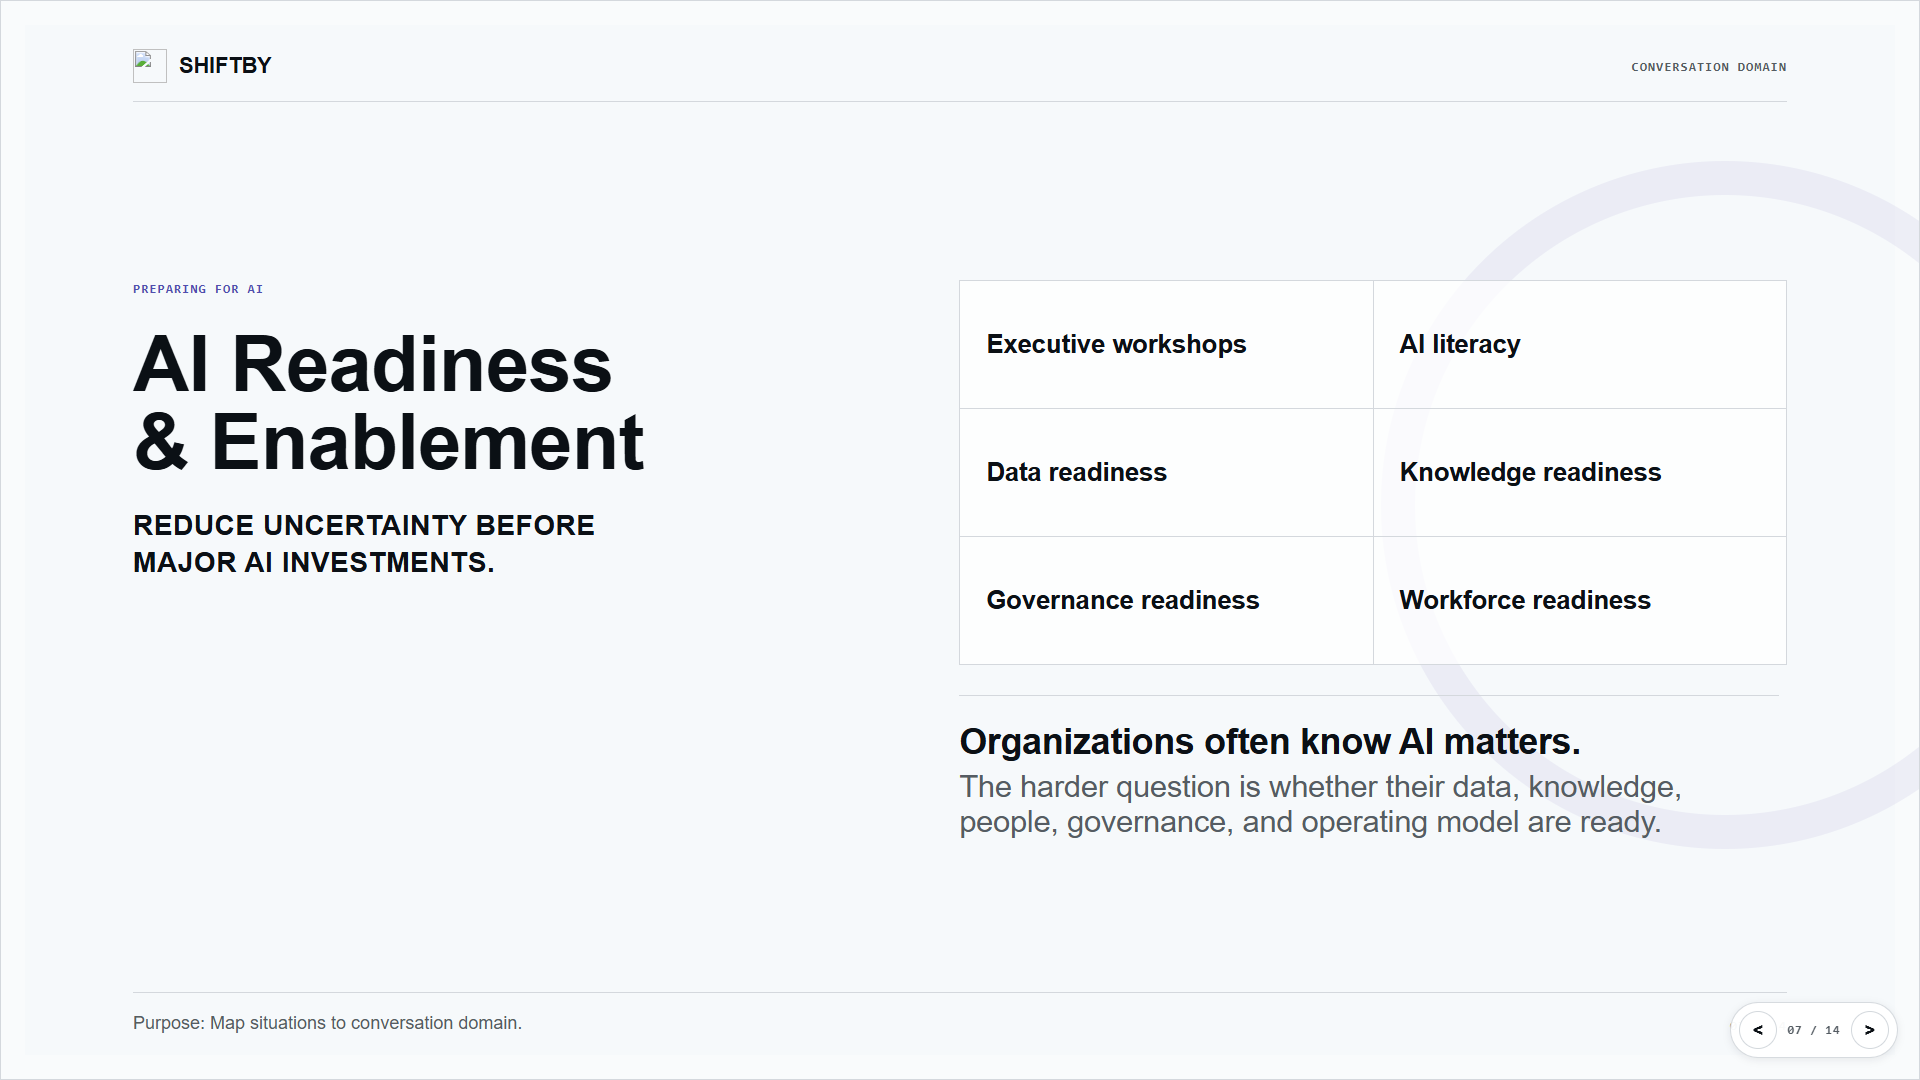 SHIFTBY
CONVERSATION DOMAIN
PREPARING FOR AI
AI Readiness
& Enablement
REDUCE UNCERTAINTY BEFORE
MAJOR AI INVESTMENTS.
Executive workshops
AI literacy
Data readiness
Knowledge readiness
Governance readiness
Workforce readiness
Organizations often know AI matters.
The harder question is whether their data, knowledge,
people, governance, and operating model are ready.
Purpose: Map situations to conversation domain.
< 07 / 14 >